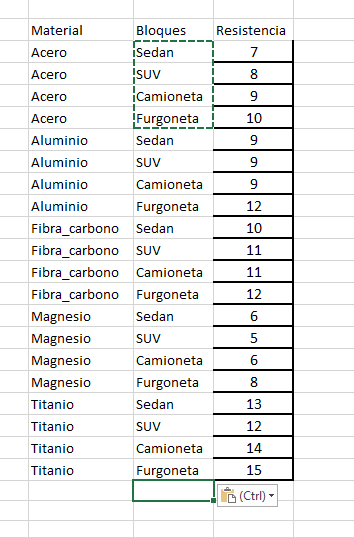 Material Bloques Resistencia
Acero Sedan 7
Acero SUV 8
Acero Camioneta 9
Acero Furgoneta 10
Aluminio Sedan 9
Aluminio SUV 9
Aluminio Camioneta 9
Aluminio Furgoneta 12
Fibra_carbono Sedan 10
Fibra_carbono SUV 11
Fibra_carbono Camioneta 11
Fibra_carbono Furgoneta 12
Magnesio Sedan 6
Magnesio SUV 5
Magnesio Camioneta 6
Magnesio Furgoneta 8
Titanio Sedan 13
Titanio SUV 12
Titanio Camioneta 14
Titanio Furgoneta 15
(Ctrl)